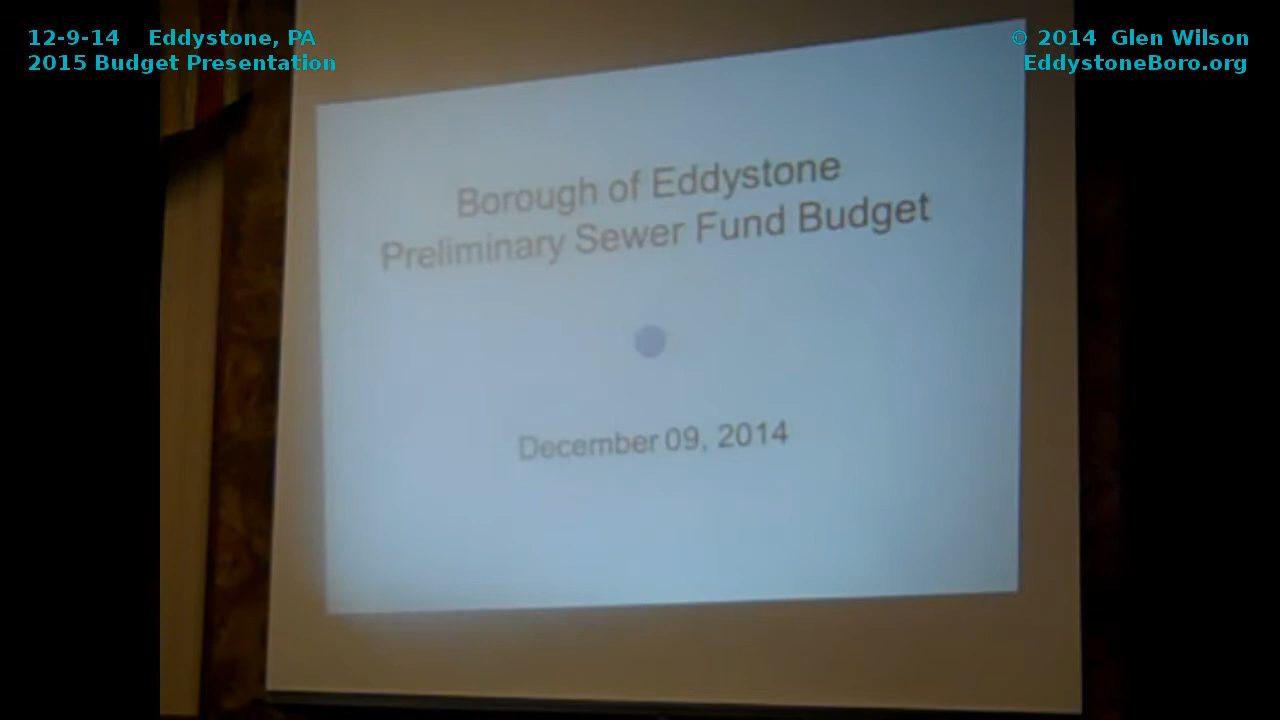 12-9-14 Eddystone, PA
2015 Budget Presentation
© 2014 Glen Wilson
EddystoneBoro.org
Borough of Eddystone
Preliminary Sewer Fund Budget
December 09, 2014